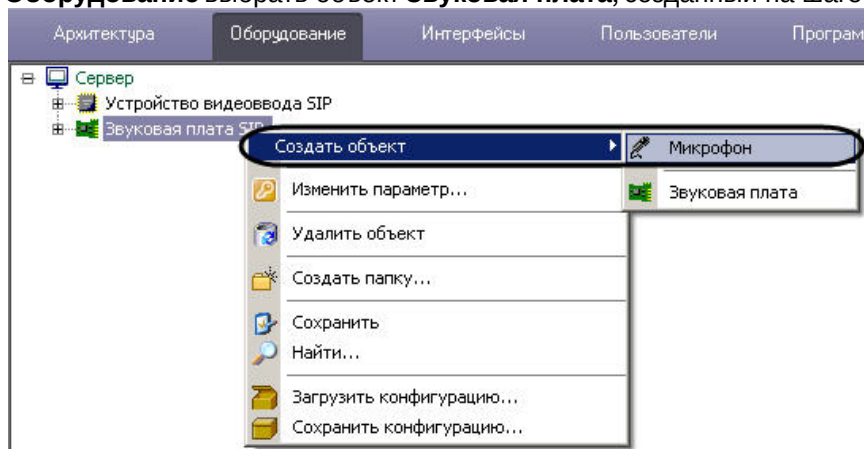 Оборудование выбрать объект Звуковая плата, созданный на шаге
Архитектура Оборудование Интерфейсы Пользователи Програм
Сервер
Устройство видеоввода SIP
Звуковая плата SIP
Создать объект Микрофон
Изменить параметр... Звуковая плата
Удалить объект
Создать папку...
Сохранить
Найти...
Загрузить конфигурацию...
Сохранить конфигурацию...